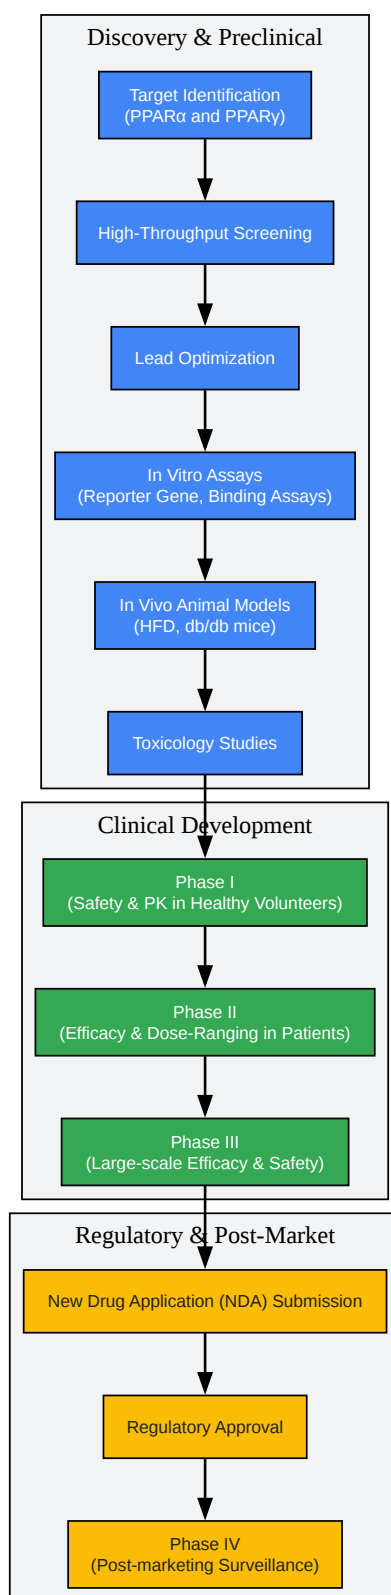 Discovery & Preclinical
Target Identification
(PPARα and PPARγ)
High-Throughput Screening
Lead Optimization
In Vitro Assays
(Reporter Gene, Binding Assays)
In Vivo Animal Models
(HFD, db/db mice)
Toxicology Studies
Clinical Development
Phase I
(Safety & PK in Healthy Volunteers)
Phase II
(Efficacy & Dose-Ranging in Patients)
Phase III
(Large-scale Efficacy & Safety)
Regulatory & Post-Market
New Drug Application (NDA) Submission
Regulatory Approval
Phase IV
(Post-marketing Surveillance)